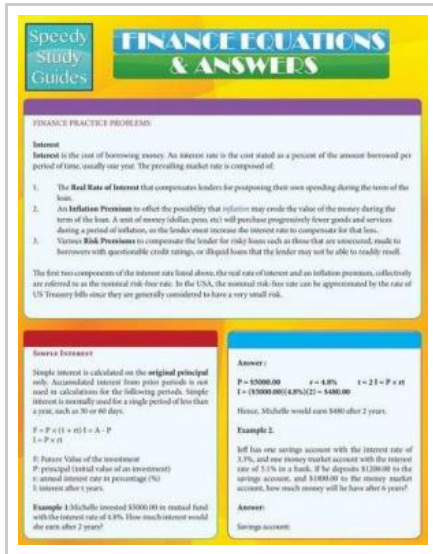 Speedy
Study
Guides
FINANCE EQUATIONS
& ANSWERS
FINANCE PRACTICE PROBLEMS
Interest
Interest is the cost of borrowing money. An interest rate is the cost stated as a percent of the amount borrowed per
period of time, usually one year. The prevailing market rate is composed of:
1. The Real Rate of Interest that compensates lenders for postponing their own spending during the term of the
loan.
2. An Inflation Premium to offset the possibility that inflation may erode the value of the money during the
term of the loan. A unit of money (dollar, peso, etc) will purchase progressively fewer goods and services
during a period of inflation, so the lender must increase the interest rate to compensate for that loss.
3. Various Risk Premiums to compensate the lender for risky loans such as those that are unsecured, made to
borrowers with questionable credit ratings, or illiquid loans that the lender may not be able to readily resell.
The first two components of the interest rate listed above, the real rate of interest and an inflation premium, collectively
are referred to as the nominal risk-free rate. In the USA, the nominal risk-free rate can be approximated by the rate of
US Treasury bills since they are generally considered to have a very small risk.
SIMPLE INTEREST
Simple interest is calculated on the original principal
only. Accumulated interest from prior periods is not
used in calculations for the following periods. Simple
interest is normally used for a single period of less than
a year, such as 30 or 60 days.
F = P × (1 + rt) I = A - P
I = P × rt
F: Future Value of the investment
P: principal (initial value of an investment)
r: annual interest rate in percentage (%)
I: interest after t years.
Example 1 Michelle invested $5000.00 in mutual fund
with the interest rate of 4.8%. How much interest would
she earn after 2 years?
Answer:
P = $5000.00 r = 4.8% t = 2 I = P × rt
I = ($5000.00)(4.8%)(2) = $480.00
Hence, Michelle would earn $480 after 2 years.
Example 2.
Jeff has one savings account with the interest rate of
3.3%, and one money market account with the interest
rate of 5.1% in a bank. If he deposits $1200.00 to the
savings account, and $1000.00 to the money market
account, how much money will he have after 6 years?
Answer:
Savings account: